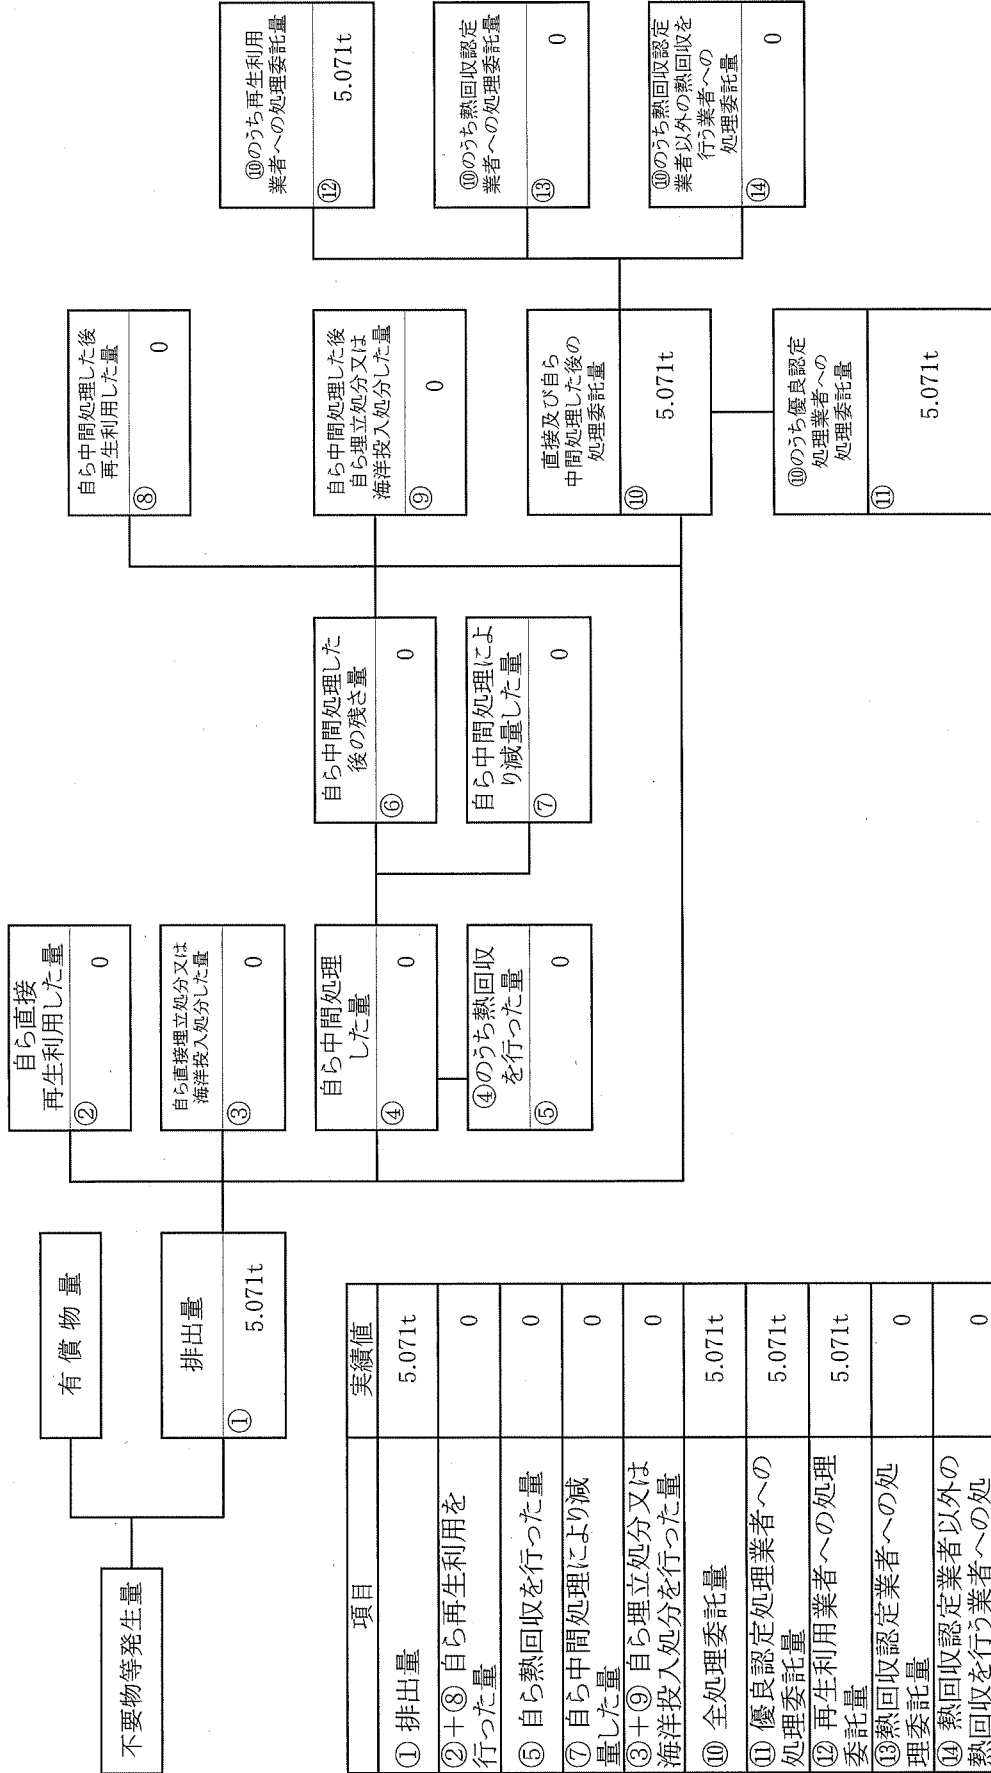 不要物等発生量
有償物量
排出量
①
5.071t
自ら直接
再生利用した量
②
0
自ら直接埋立処分又は
海洋投入処分した量
③
0
自ら中間処理
した量
④
0
④のうち熱回収
を行った量
⑤
0
自ら中間処理した
後の残さ量
⑥
0
自ら中間処理によ
り減量した量
⑦
0
自ら中間処理した後
再生利用した量
⑧
0
自ら中間処理した後
自ら埋立処分又は
海洋投入処分した量
⑨
0
直接及び自ら
中間処理した後の
処理委託量
⑩
5.071t
⑩のうち優良認定
処理業者への
処理委託量
⑪
5.071t
⑩のうち再生利用
業者への処理委託量
⑫
5.071t
⑩のうち熱回収認定
業者への処理委託量
⑬
0
⑩のうち熱回収認定
業者以外の熱回収を
行う業者への
処理委託量
⑭
0
項目 実績値
① 排出量 5.071t
②+⑧ 自ら再生利用を
行った量 0
⑤ 自ら熱回収を行った量 0
⑦ 自ら中間処理により減
量した量 0
③+⑨ 自ら埋立処分又は
海洋投入処分を行った量 0
⑩ 全処理委託量 5.071t
⑪ 優良認定処理業者への
処理委託量 5.071t
⑫ 再生利用業者への処理
委託量 5.071t
⑬熱回収認定業者への処
理委託量 0
⑭ 熱回収認定業者以外の
熱回収を行う業者への処 0